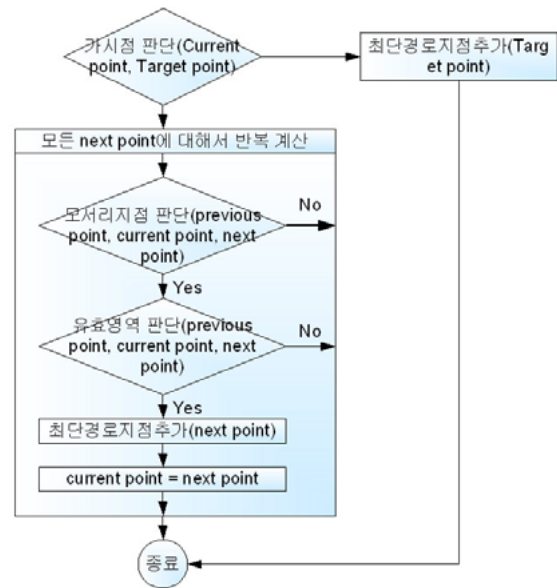 가시점 판단(Current
point, Target point)
최단경로지점추가(Targ
et point)
모든 next point에 대해서 반복 계산
모서리지점 판단(previous
point, current point, next
point)
No
Yes
유효영역 판단(previous
point, current point, next
point)
No
Yes
최단경로지점추가(next point)
current point = next point
종료